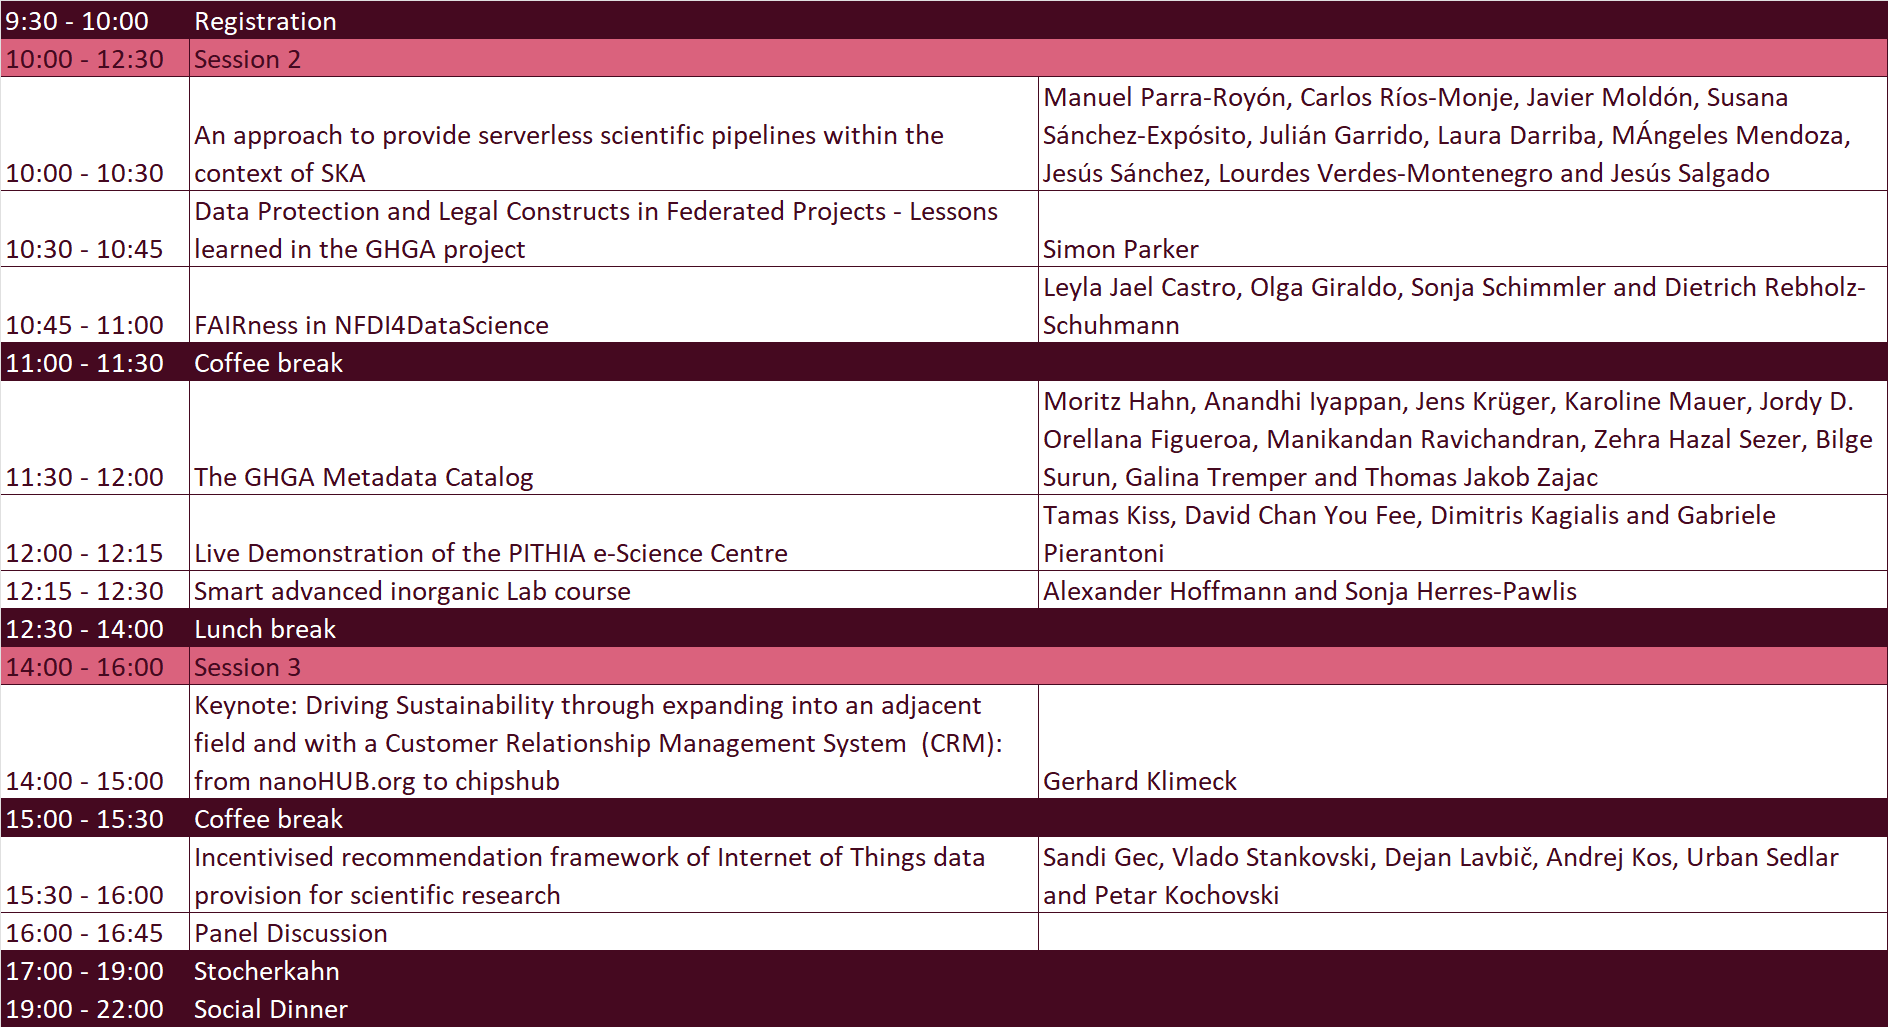 9:30 - 10:00 Registration
10:00 - 12:30 Session 2
Manuel Parra-Royón, Carlos Ríos-Monje, Javier Moldón, Susana
An approach to provide serverless scientific pipelines within the Sánchez-Expósito, Julián Garrido, Laura Darriba, MÁngeles Mendoza,
10:00 - 10:30 context of SKA Jesús Sánchez, Lourdes Verdes-Montenegro and Jesús Salgado
Data Protection and Legal Constructs in Federated Projects - Lessons
10:30 - 10:45 learned in the GHGA project Simon Parker
Leyla Jael Castro, Olga Giraldo, Sonja Schimmler and Dietrich Rebholz-
10:45 - 11:00 FAIRness in NFDI4DataScience Schuhmann
11:00 - 11:30 Coffee break
Moritz Hahn, Anandhi Iyappan, Jens Krüger, Karoline Mauer, Jordy D.
Orellana Figueroa, Manikandan Ravichandran, Zehra Hazal Sezer, Bilge
11:30 - 12:00 The GHGA Metadata Catalog Surun, Galina Tremper and Thomas Jakob Zajac
Tamas Kiss, David Chan You Fee, Dimitris Kagialis and Gabriele
12:00 - 12:15 Live Demonstration of the PITHIA e-Science Centre Pierantoni
12:15 - 12:30 Smart advanced inorganic Lab course Alexander Hoffmann and Sonja Herres-Pawlis
12:30 - 14:00 Lunch break
14:00 - 16:00 Session 3
Keynote: Driving Sustainability through expanding into an adjacent
field and with a Customer Relationship Management System  (CRM):
14:00 - 15:00 from nanoHUB.org to chipshub Gerhard Klimeck
15:00 - 15:30 Coffee break
Incentivised recommendation framework of Internet of Things data Sandi Gec, Vlado Stankovski, Dejan Lavbič, Andrej Kos, Urban Sedlar
15:30 - 16:00 provision for scientific research and Petar Kochovski
16:00 - 16:45 Panel Discussion
17:00 - 19:00 Stocherkahn
19:00 - 22:00 Social Dinner